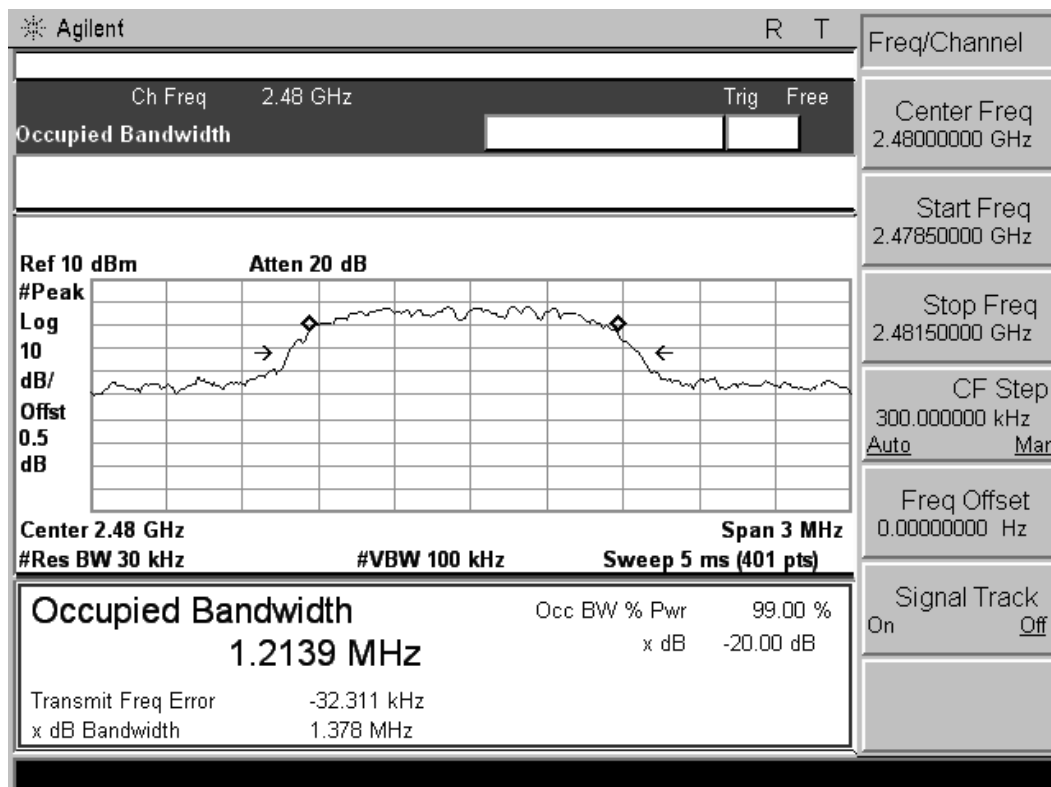 Agilent R T
Freq/Channel
Ch Freq 2.48 GHz Trig Free
Occupied Bandwidth
Center Freq
2.48000000 GHz
Start Freq
2.47850000 GHz
Stop Freq
2.48150000 GHz
CF Step
300.000000 kHz
Auto Man
Freq Offset
0.00000000 Hz
Signal Track
On Off
Ref 10 dBm Atten 20 dB
#Peak
Log
10
dB/
Offst
0.5
dB
Center 2.48 GHz Span 3 MHz
#Res BW 30 kHz #VBW 100 kHz Sweep 5 ms (401 pts)
Occupied Bandwidth Occ BW % Pwr 99.00 %
1.2139 MHz x dB -20.00 dB
Transmit Freq Error -32.311 kHz
x dB Bandwidth 1.378 MHz